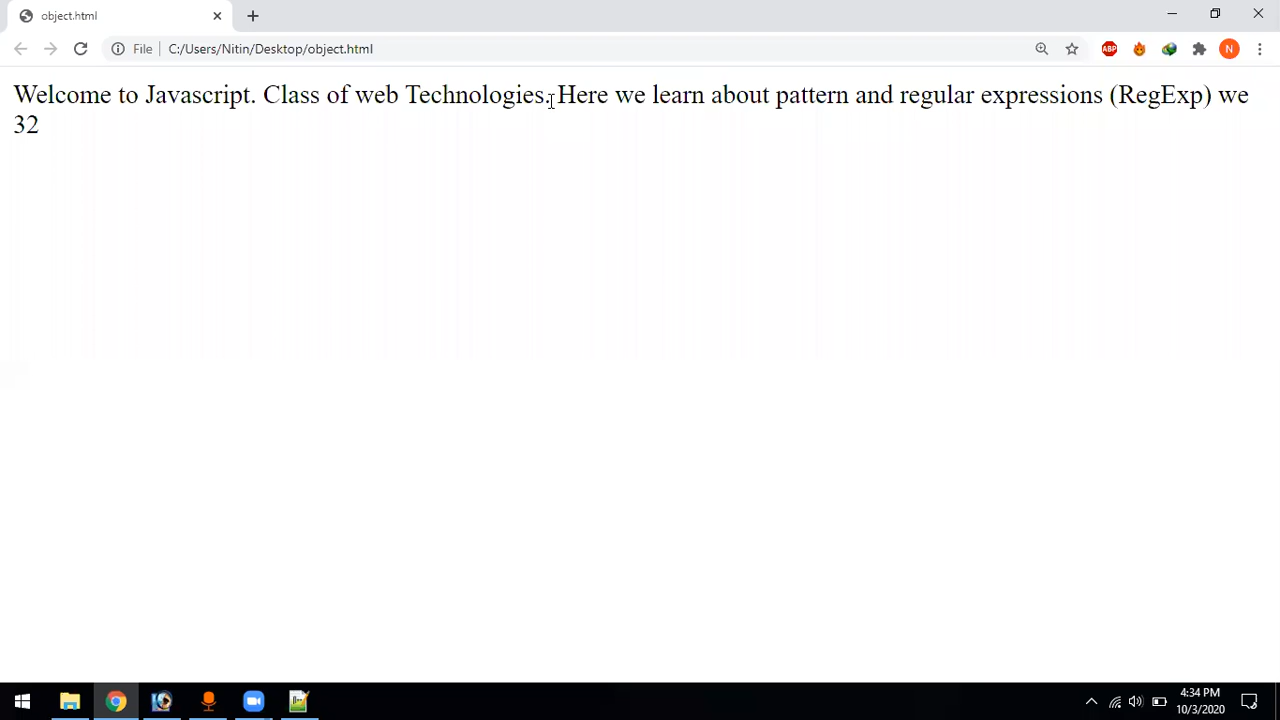 object.html
File
C:/Users/Nitin/Desktop/object.html
ABP
N
Welcome to Javascript. Class of web Technologies. Here we learn about pattern and regular expressions (RegExp) we
32
4:34 PM
10/3/2020